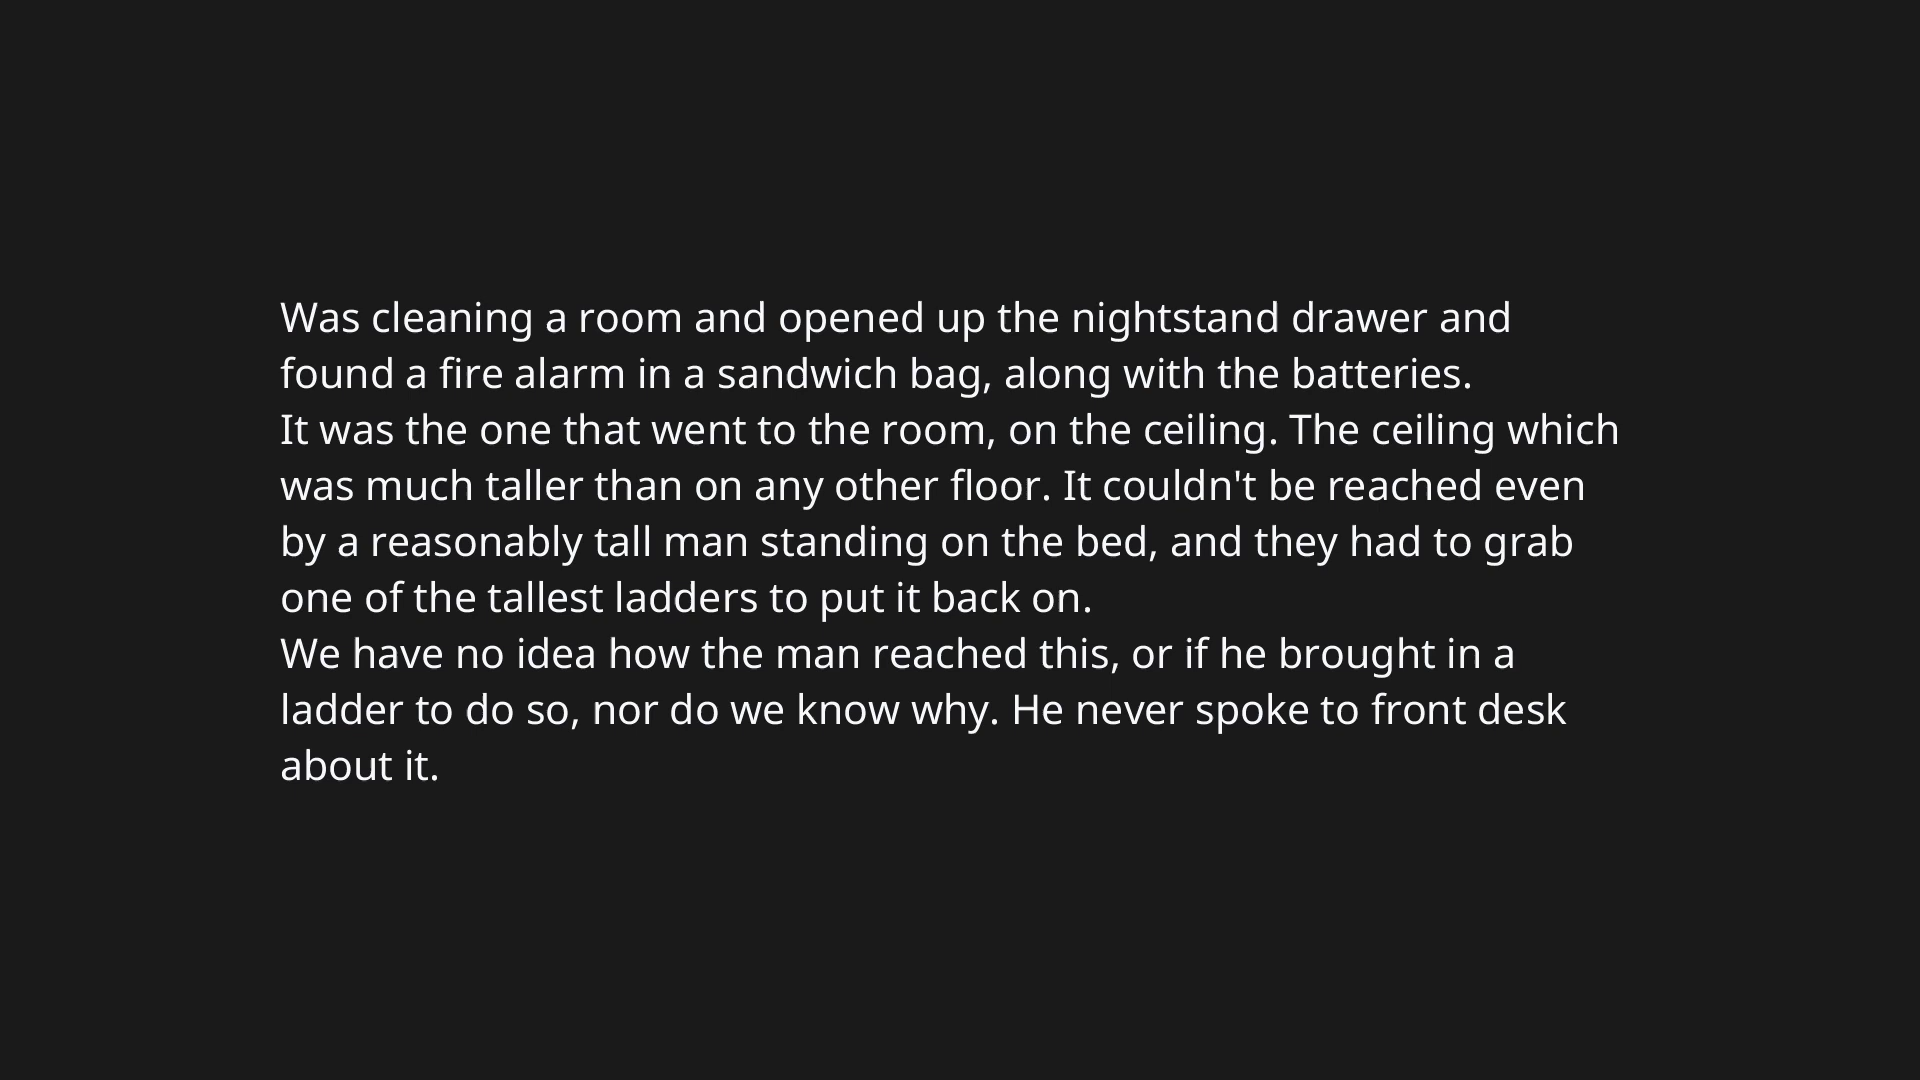 Was cleaning a room and opened up the nightstand drawer and
found a fire alarm in a sandwich bag, along with the batteries.
It was the one that went to the room, on the ceiling. The ceiling which
was much taller than on any other floor. It couldn't be reached even
by a reasonably tall man standing on the bed, and they had to grab
one of the tallest ladders to put it back on.
We have no idea how the man reached this, or if he brought in a
ladder to do so, nor do we know why. He never spoke to front desk
about it.